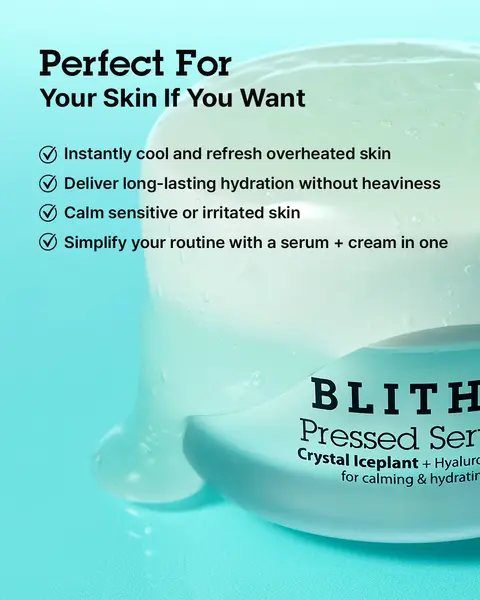 Perfect For
Your Skin If You Want
Instantly cool and refresh overheated skin
Deliver long-lasting hydration without heaviness
Calm sensitive or irritated skin
Simplify your routine with a serum + cream in one
BLITH
Pressed Ser
Crystal Iceplant + Hyaluro
for calming & hydratin